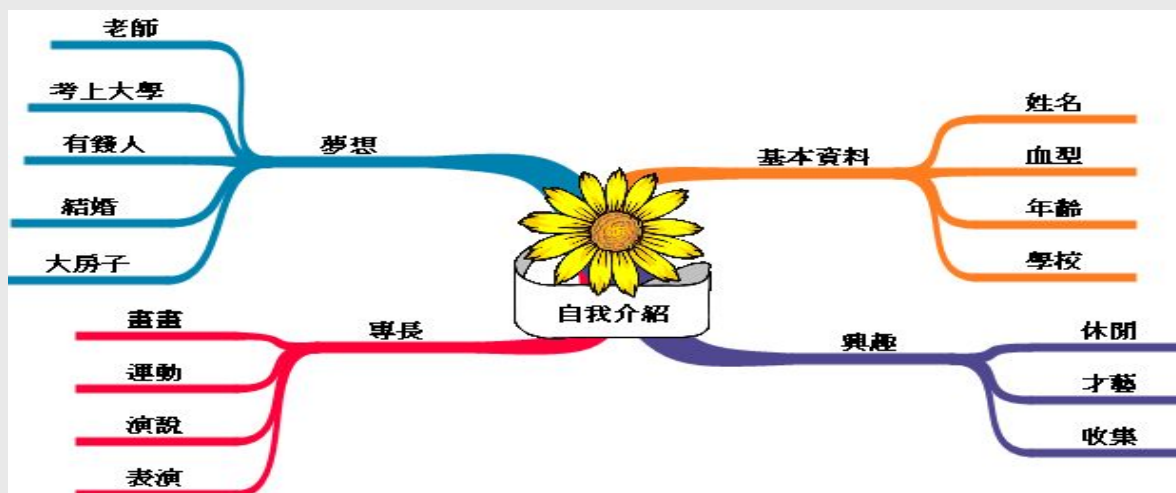 自我介紹
基本資料
姓名
血型
年齡
學校
興趣
休閒
才藝
收集
專長
畫畫
運動
演說
表演
夢想
老師
考上大學
有錢人
結婚
大房子